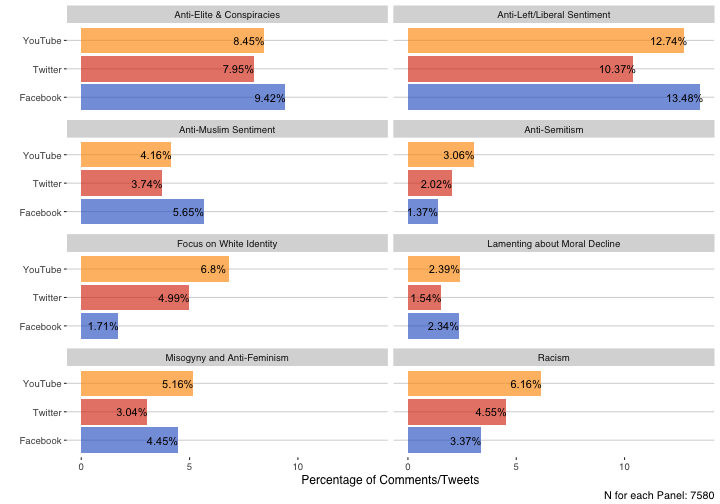 Anti-Elite & Conspiracies
YouTube 8.45%
Twitter 7.95%
Facebook 9.42%
Anti-Left/Liberal Sentiment
12.74%
10.37%
13.48%
Anti-Muslim Sentiment
YouTube 4.16%
Twitter 3.74%
Facebook 5.65%
Anti-Semitism
3.06%
2.02%
1.37%
Focus on White Identity
YouTube 6.8%
Twitter 4.99%
Facebook 1.71%
Lamenting about Moral Decline
2.39%
1.54%
2.34%
Misogyny and Anti-Feminism
YouTube 5.16%
Twitter 3.04%
Facebook 4.45%
Racism
6.16%
4.55%
3.37%
0 5 10 0 5 10
Percentage of Comments/Tweets
N for each Panel: 7580